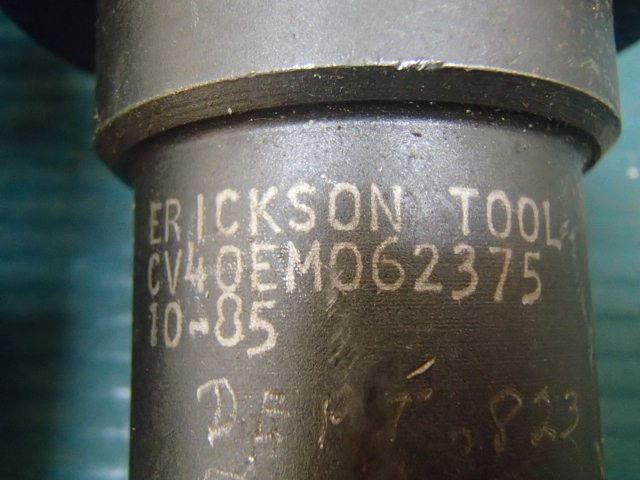 ERICKSON TOOL
CV40EM062375
10-85
DEPT. 823